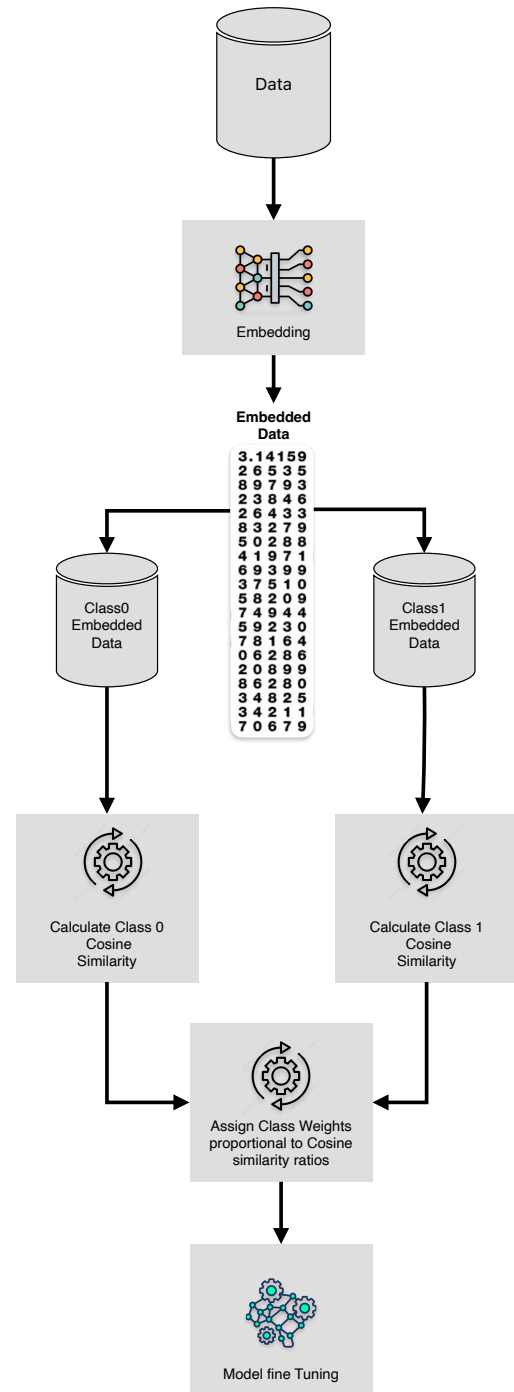 Data
Embedding
Embedded
Data
3.14159
2 6 5 3 5
8 9 7 9 3
2 3 8 4 6
2 6 4 3 3
8 3 2 7 9
5 0 2 8 8
4 1 9 7 1
6 9 3 9 9
3 7 5 1 0
5 8 2 0 9
7 4 9 4 4
5 9 2 3 0
7 8 1 6 4
0 6 2 8 6
2 0 8 9 9
8 6 2 8 0
3 4 8 2 5
3 4 2 1 1
7 0 6 7 9
Class0
Embedded
Data
Class1
Embedded
Data
Calculate Class 0
Cosine
Similarity
Calculate Class 1
Cosine
Similarity
Assign Class Weights
proportional to Cosine
similarity ratios
Model fine Tuning